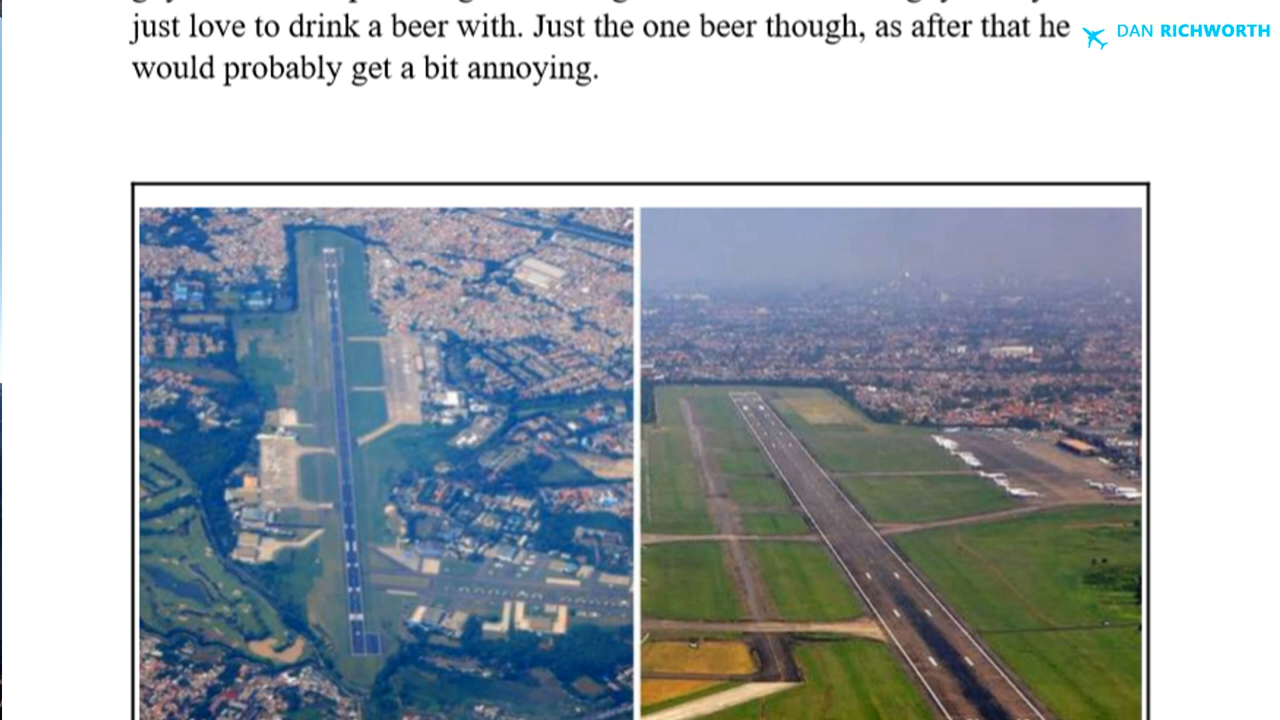 just love to drink a beer with. Just the one beer though, as after that he
would probably get a bit annoying.
DAN RICHWORTH